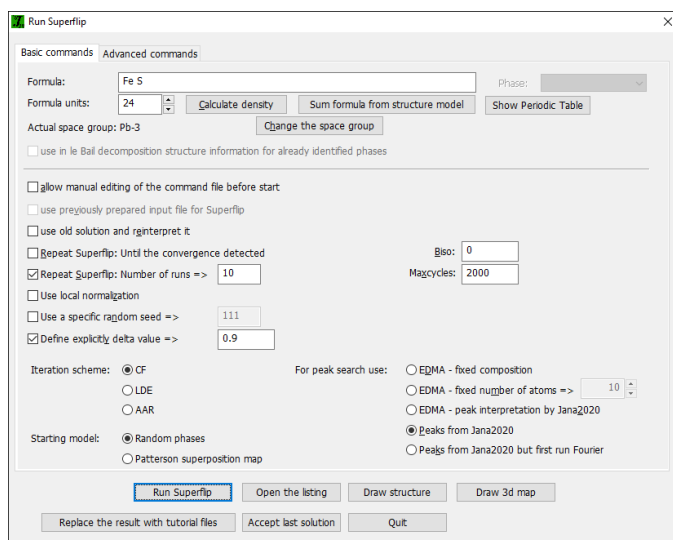 Run Superflip
Basic commands Advanced commands
Formula: Fe S Phase:
Formula units: 24 Calculate density Sum formula from structure model Show Periodic Table
Actual space group: Pb-3 Change the space group
use in le Bail decomposition structure information for already identified phases
allow manual editing of the command file before start
use previously prepared input file for Superflip
use old solution and reinterpret it
Repeat Superflip: Until the convergence detected Biso: 0
Repeat Superflip: Number of runs => 10 Maxcycles: 2000
Use local normalization
Use a specific random seed => 111
Define explicitly delta value => 0.9
Iteration scheme: CF For peak search use: EDMA - fixed composition
LDE EDMA - fixed number of atoms => 10
AAR EDMA - peak interpretation by Jana2020
Peaks from Jana2020
Starting model: Random phases
Peaks from Jana2020 but first run Fourier
Patterson superposition map
Run Superflip Open the listing Draw structure Draw 3d map
Replace the result with tutorial files Accept last solution Quit